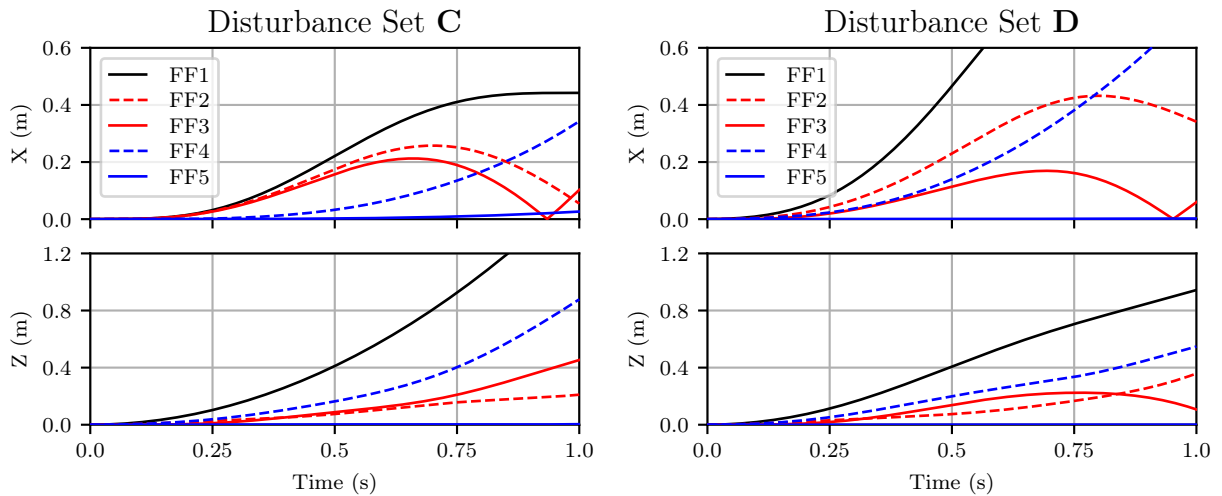 Disturbance Set C
Disturbance Set D
X (m)
0.6
0.4
0.2
0.0
FF1
FF2
FF3
FF4
FF5
X (m)
0.6
0.4
0.2
0.0
FF1
FF2
FF3
FF4
FF5
Z (m)
1.2
0.8
0.4
0.0
0.0 0.25 0.5 0.75 1.0
Time (s)
Z (m)
1.2
0.8
0.4
0.0
0.0 0.25 0.5 0.75 1.0
Time (s)